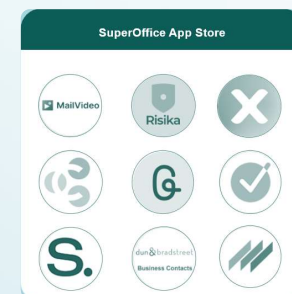 SuperOffice App Store
MailVideo
Risika
X
G
S.
dun & bradstreet
Business Contacts